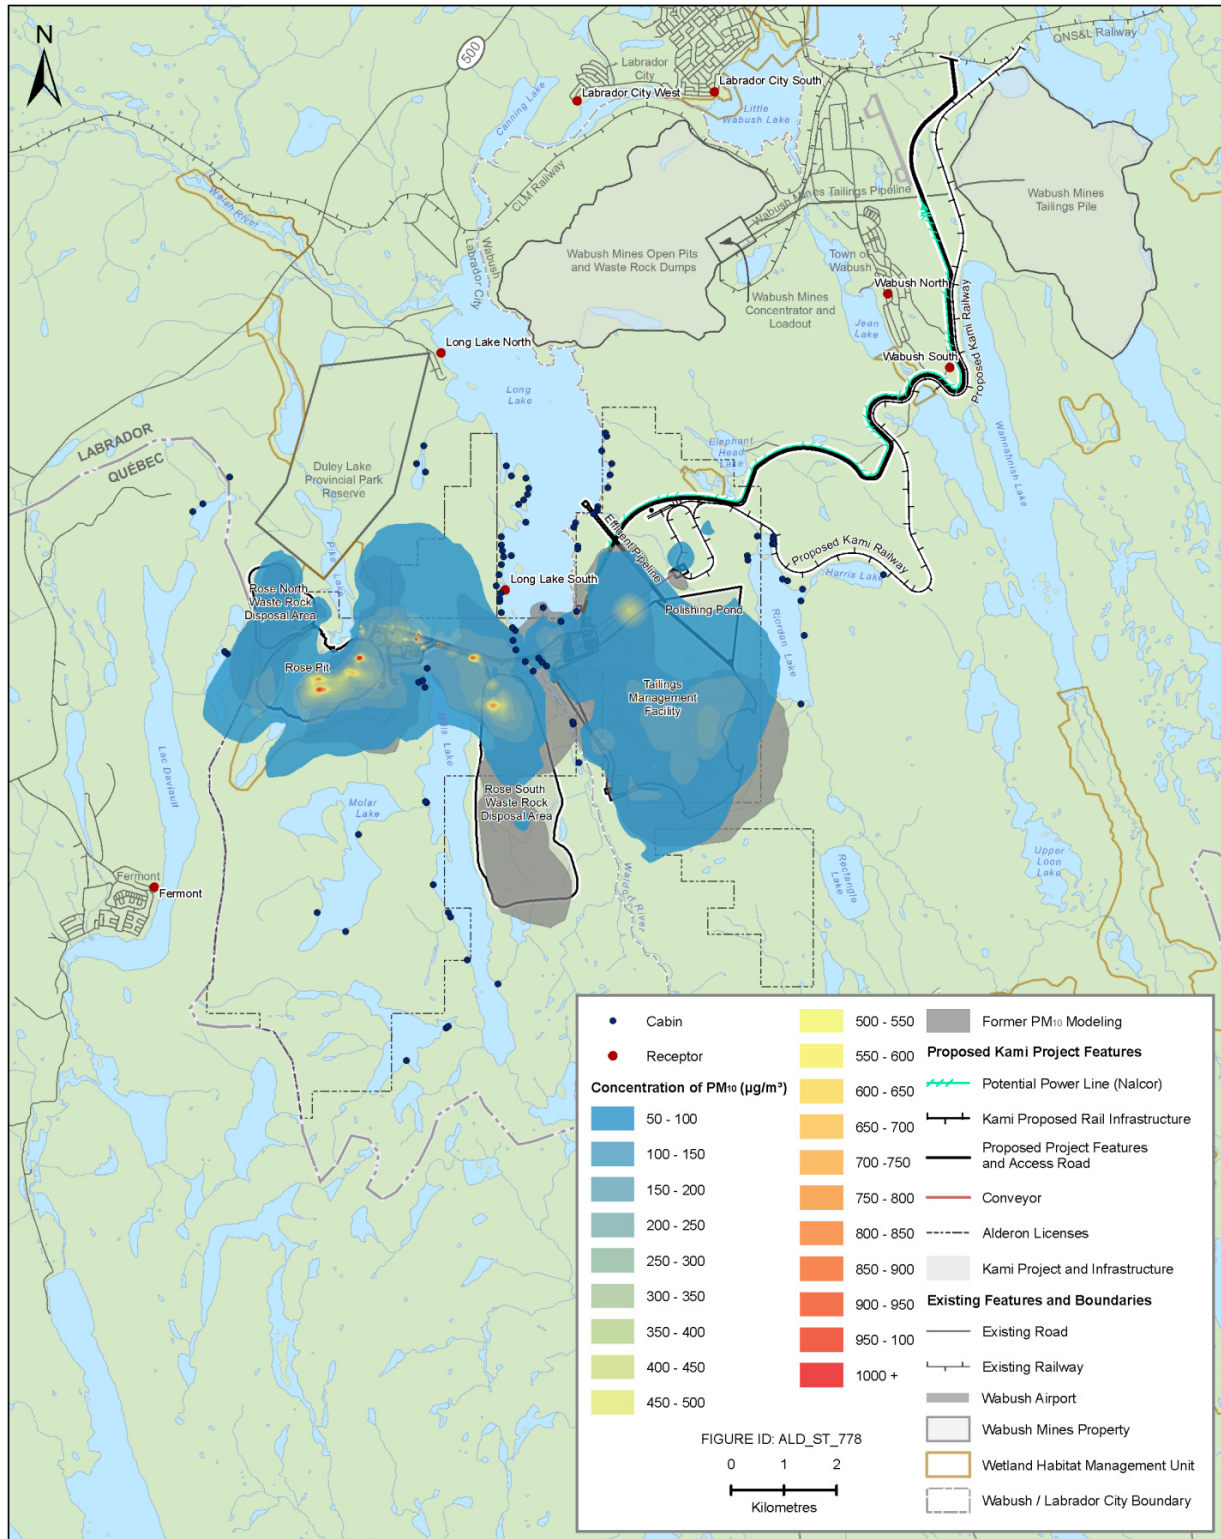 N
500
QNS&L Railway
Labrador
City
Labrador City South
Labrador City West
Canning Lake
Little
Wabush Lake
CLM Railway
Welsh River
Wabush Mines Tailings Pipeline
Wabush Mines
Tailings Pile
Wabush
Labrador City
Wabush Mines Open Pits
and Waste Rock Dumps
Town of
Wabush
Wabush North
Wabush Mines
Concentrator and
Loadout
Jean
Lake
Wabush South
Proposed Kami Railway
Long Lake North
Long
Lake
LABRADOR
QUÉBEC
Duley Lake
Provincial Park
Reserve
Elephant
Head
Lake
Wahnahnish Lake
Effluent Pipeline
Proposed Kami Railway
Harris Lake
Pike Lake
Long Lake South
Rose North
Waste Rock
Disposal Area
Polishing Pond
Riordan Lake
Rose Pit
Tailings
Management
Facility
Mills Lake
Lac Daviault
Rose South
Waste Rock
Disposal Area
Molar
Lake
Waldorf River
Rectangle
Lake
Upper
Loon
Lake
Fermont
Fermont
Cabin
Receptor
Concentration of PM10 (µg/m³)
50 - 100
100 - 150
150 - 200
200 - 250
250 - 300
300 - 350
350 - 400
400 - 450
450 - 500
500 - 550
550 - 600
600 - 650
650 - 700
700 -750
750 - 800
800 - 850
850 - 900
900 - 950
950 - 100
1000 +
Former PM10 Modeling
Proposed Kami Project Features
Potential Power Line (Nalcor)
Kami Proposed Rail Infrastructure
Proposed Project Features
and Access Road
Conveyor
Alderon Licenses
Kami Project and Infrastructure
Existing Features and Boundaries
Existing Road
Existing Railway
Wabush Airport
Wabush Mines Property
Wetland Habitat Management Unit
Wabush / Labrador City Boundary
FIGURE ID: ALD_ST_778
0 1 2
Kilometres